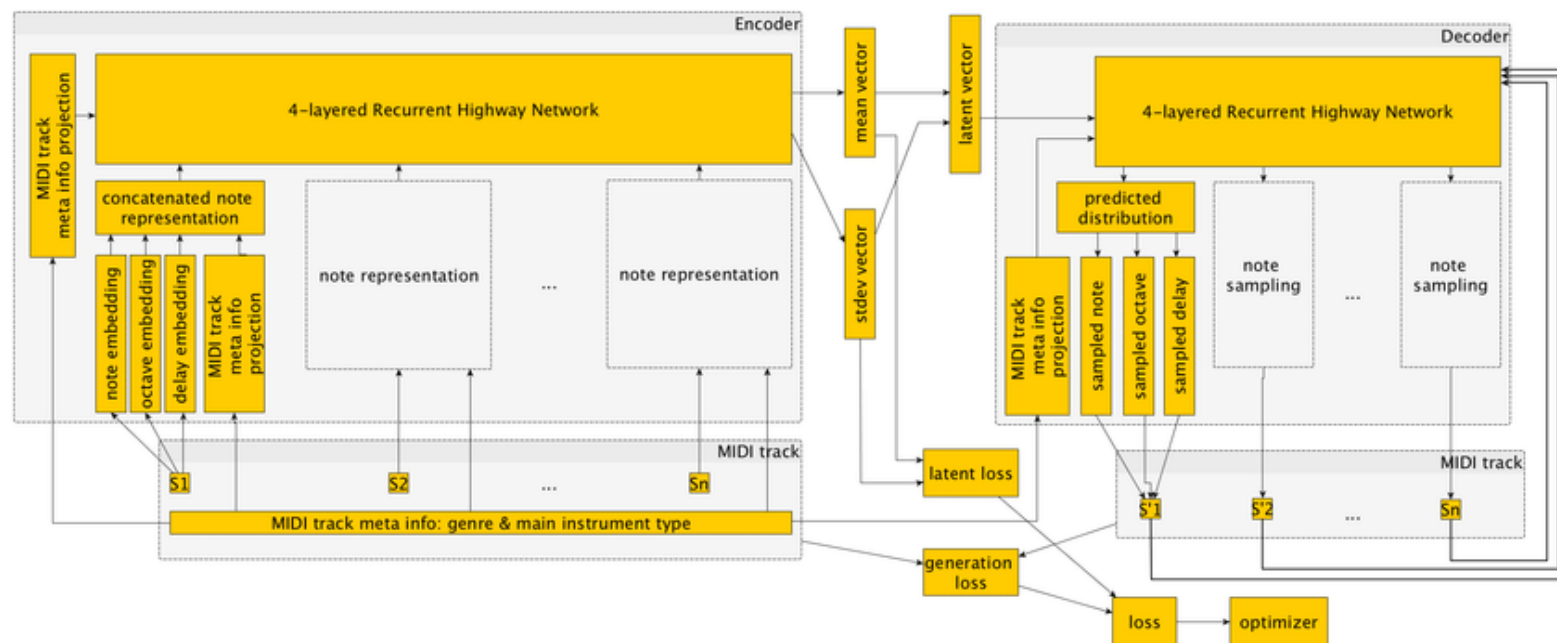 Encoder
MIDI track
meta info projection
4-layered Recurrent Highway Network
concatenated note
representation
note embedding
octave embedding
delay embedding
MIDI track
meta info
projection
note representation
...
note representation
MIDI track
S1
S2
...
Sn
MIDI track meta info: genre & main instrument type
mean vector
stdev vector
latent vector
latent loss
generation
loss
loss
optimizer
Decoder
4-layered Recurrent Highway Network
predicted
distribution
MIDI track
meta info
projection
sampled note
sampled octave
sampled delay
note
sampling
...
note
sampling
MIDI track
S'1
S'2
...
Sn